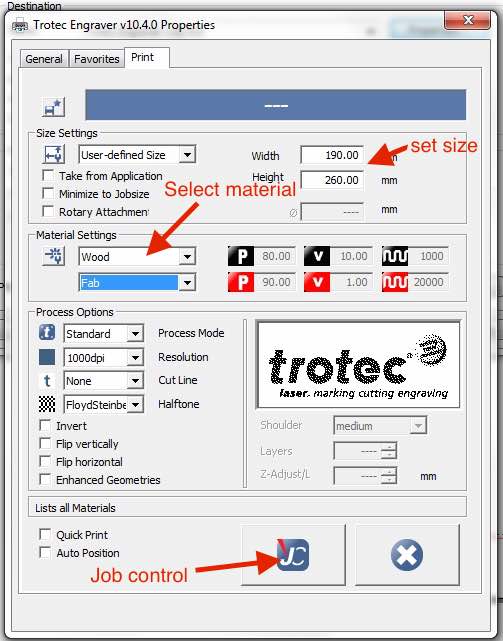 Destination
Trotec Engraver v10.4.0 Properties
General Favorites Print
---
Size Settings
User-defined Size Width 190.00 set size
Take from Application Height 260.00 mm
Select material
Minimize to Jobsize
Rotary Attachment ø ---- mm
Material Settings
Wood P 80.00 v 10.00 1000
Fab P 90.00 v 1.00 20000
Process Options
t Standard Process Mode
1000dpi Resolution
t None Cut Line
FloydSteinbe Halftone
trotec®
laser. marking cutting engraving
Invert Shoulder medium
Flip vertically Layers ----
Flip horizontal Z-Adjust/L ---- mm
Enhanced Geometries
Lists all Materials
Quick Print
Auto Position
JC
Job control